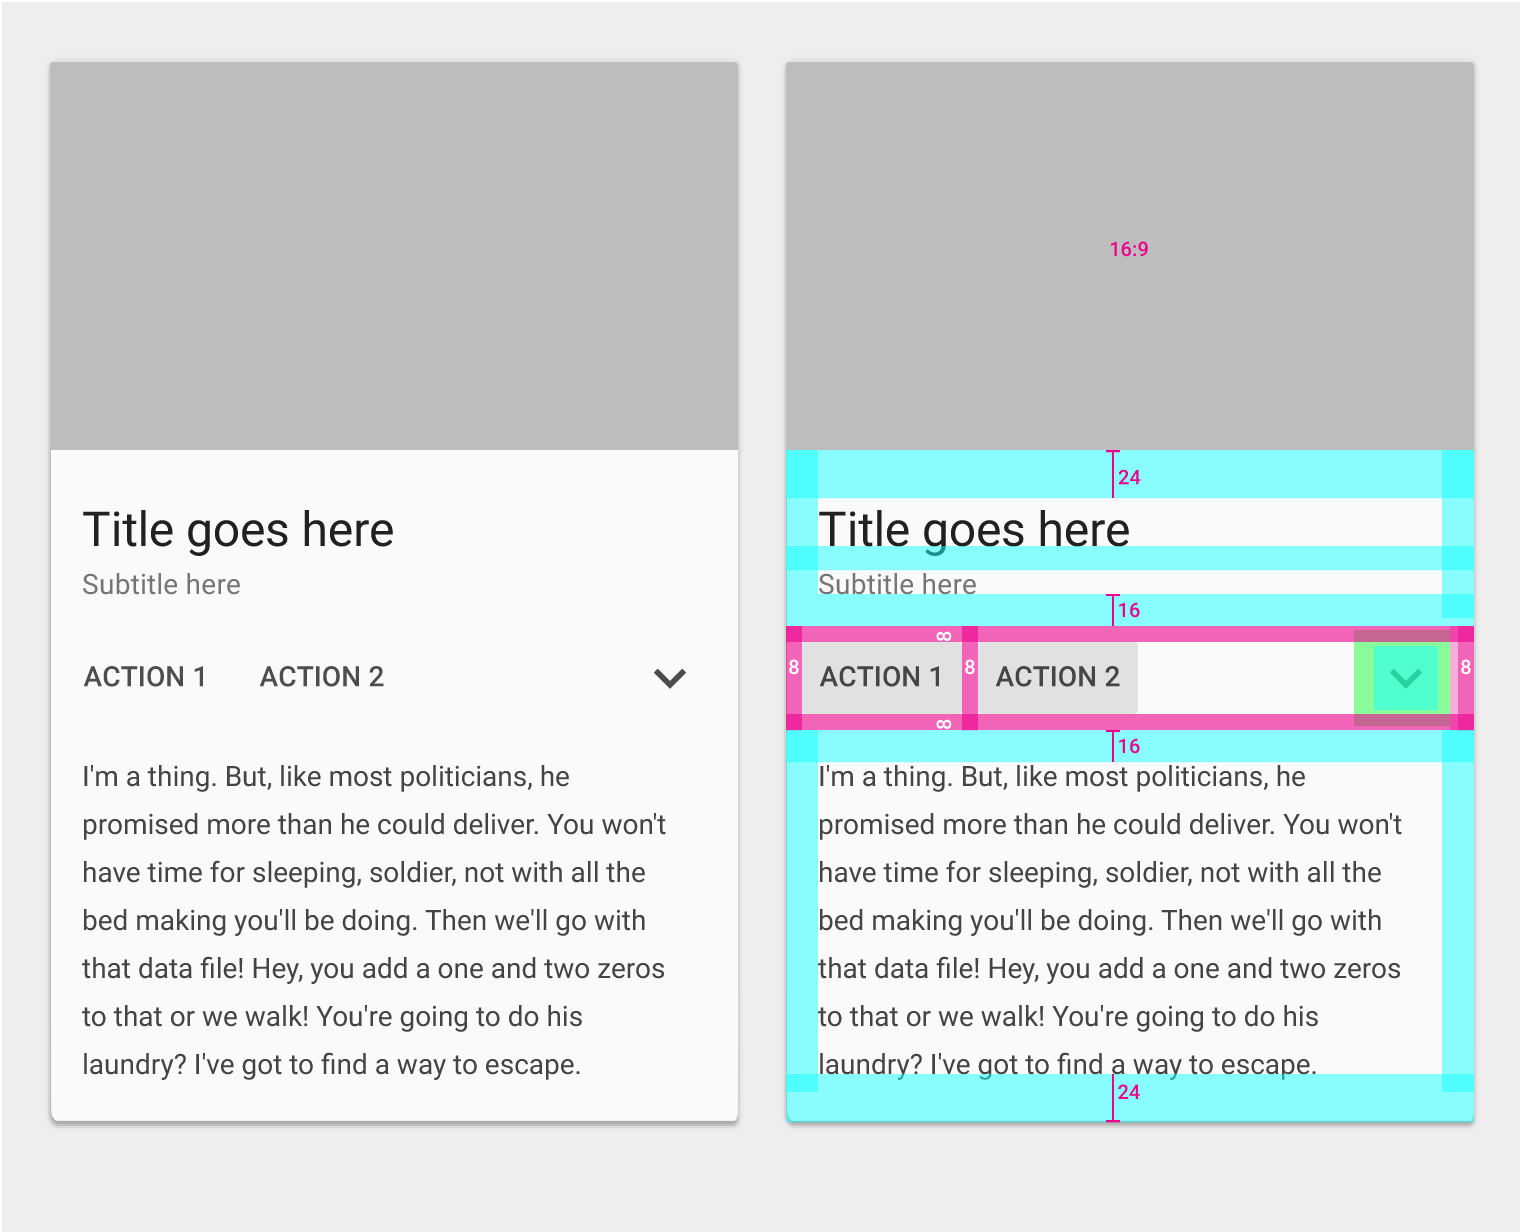 Title goes here
Subtitle here
ACTION 1 ACTION 2
I'm a thing. But, like most politicians, he
promised more than he could deliver. You won't
have time for sleeping, soldier, not with all the
bed making you'll be doing. Then we'll go with
that data file! Hey, you add a one and two zeros
to that or we walk! You're going to do his
laundry? I've got to find a way to escape.
16:9
24
Title goes here
Subtitle here
16
8
8 ACTION 1 8 ACTION 2 8
8
16
I'm a thing. But, like most politicians, he
promised more than he could deliver. You won't
have time for sleeping, soldier, not with all the
bed making you'll be doing. Then we'll go with
that data file! Hey, you add a one and two zeros
to that or we walk! You're going to do his
laundry? I've got to find a way to escape.
24